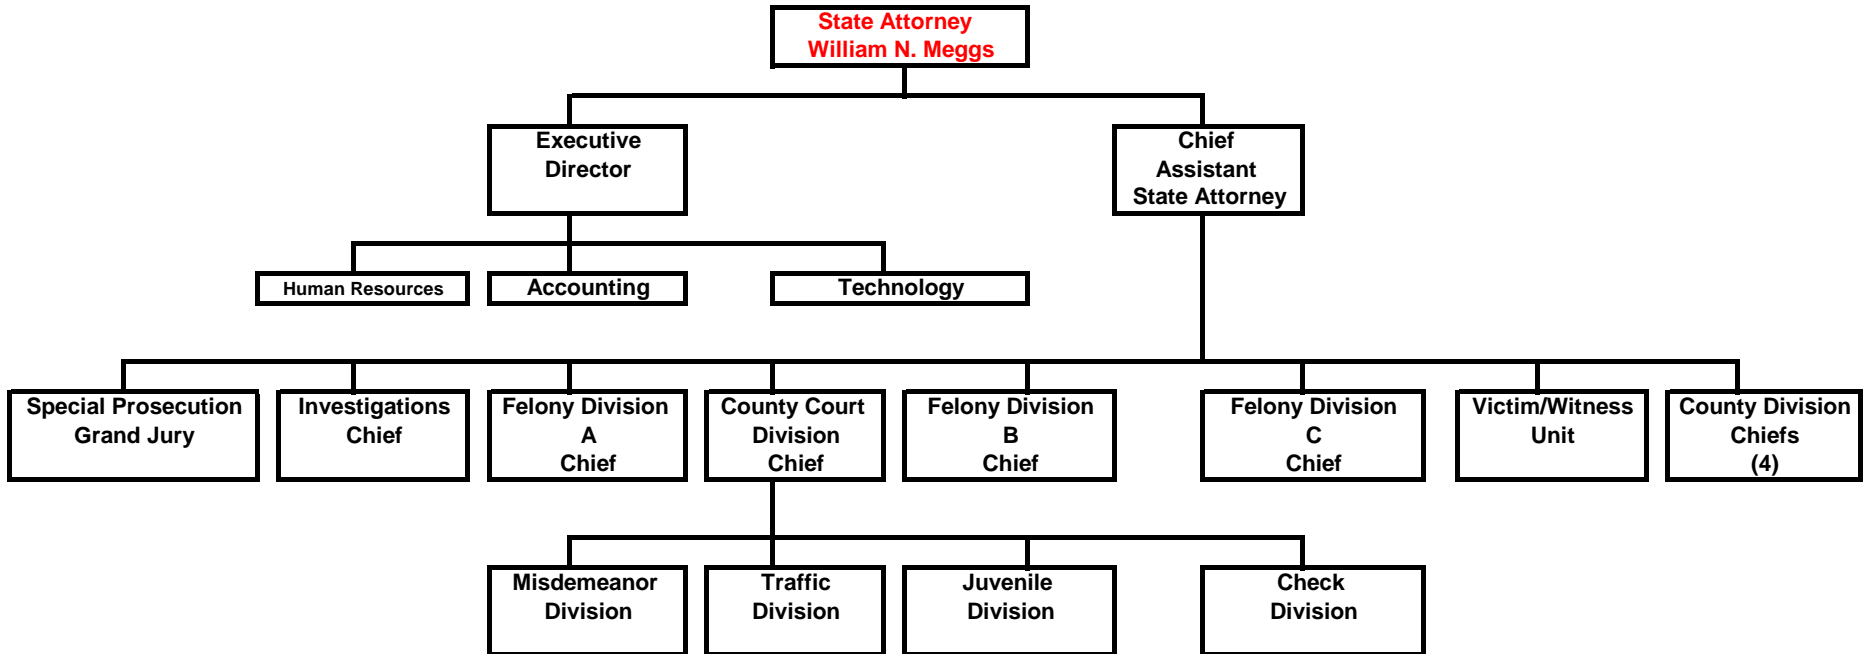 State Attorney
William N. Meggs
Executive
Director
Chief
Assistant
State Attorney
Human Resources
Accounting
Technology
Special Prosecution
Grand Jury
Investigations
Chief
Felony Division
A
Chief
County Court
Division
Chief
Felony Division
B
Chief
Felony Division
C
Chief
Victim/Witness
Unit
County Division
Chiefs
(4)
Misdemeanor
Division
Traffic
Division
Juvenile
Division
Check
Division